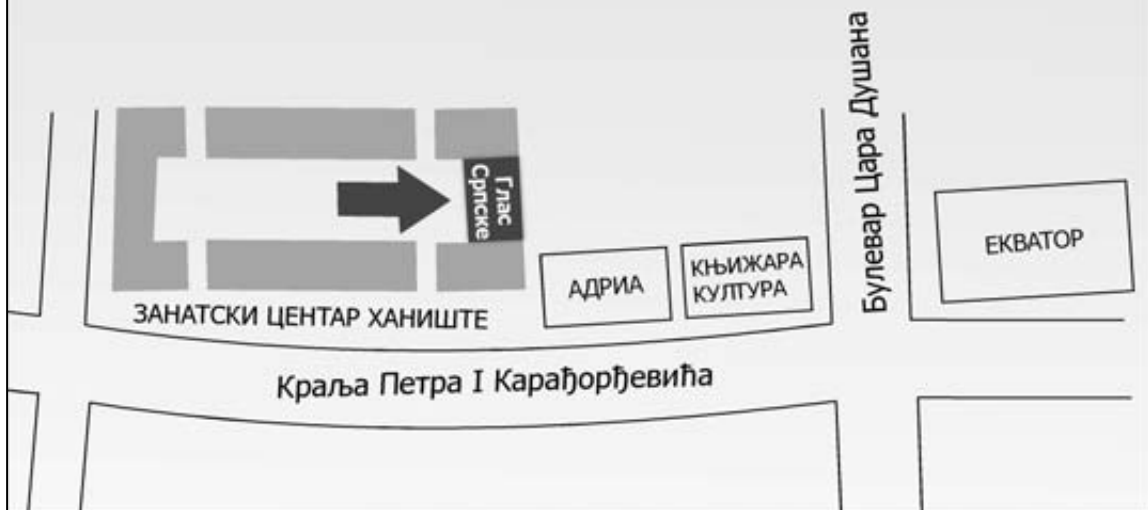 Булевар Цара Душана
Глас
Српске
ЕКВАТОР
АДРИА
КЊИЖАРА
КУЛТУРА
ЗАНАТСКИ ЦЕНТАР ХАНИШТЕ
Краља Петра I Карађорђевића